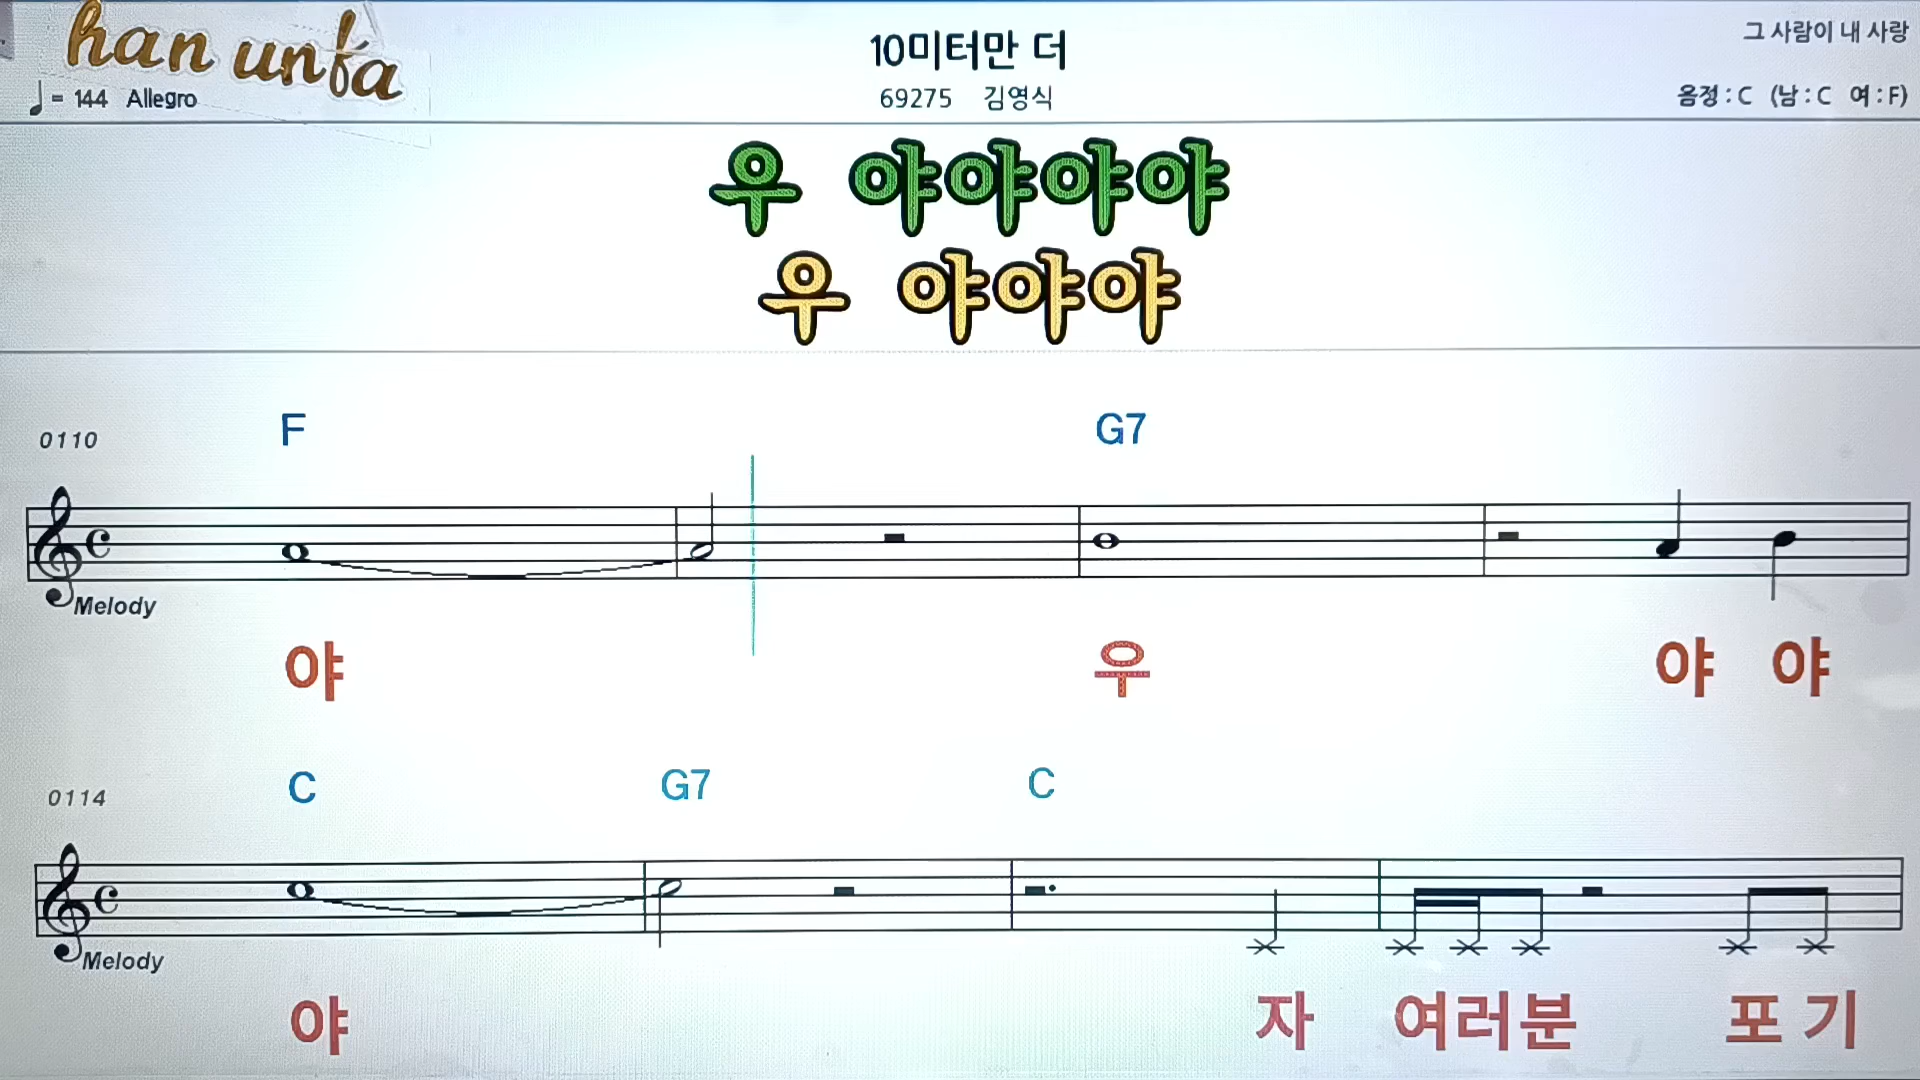 han unfa
10미터만 더
그 사람이 내 사랑
♩= 144 Allegro
69275 김영식
음정 : C (남 : C 여 : F)
우 야야야야
우 야야야
0110
F G7
Melody
야 우 야 야
0114
C G7 C
Melody
야 자 여러분 포 기